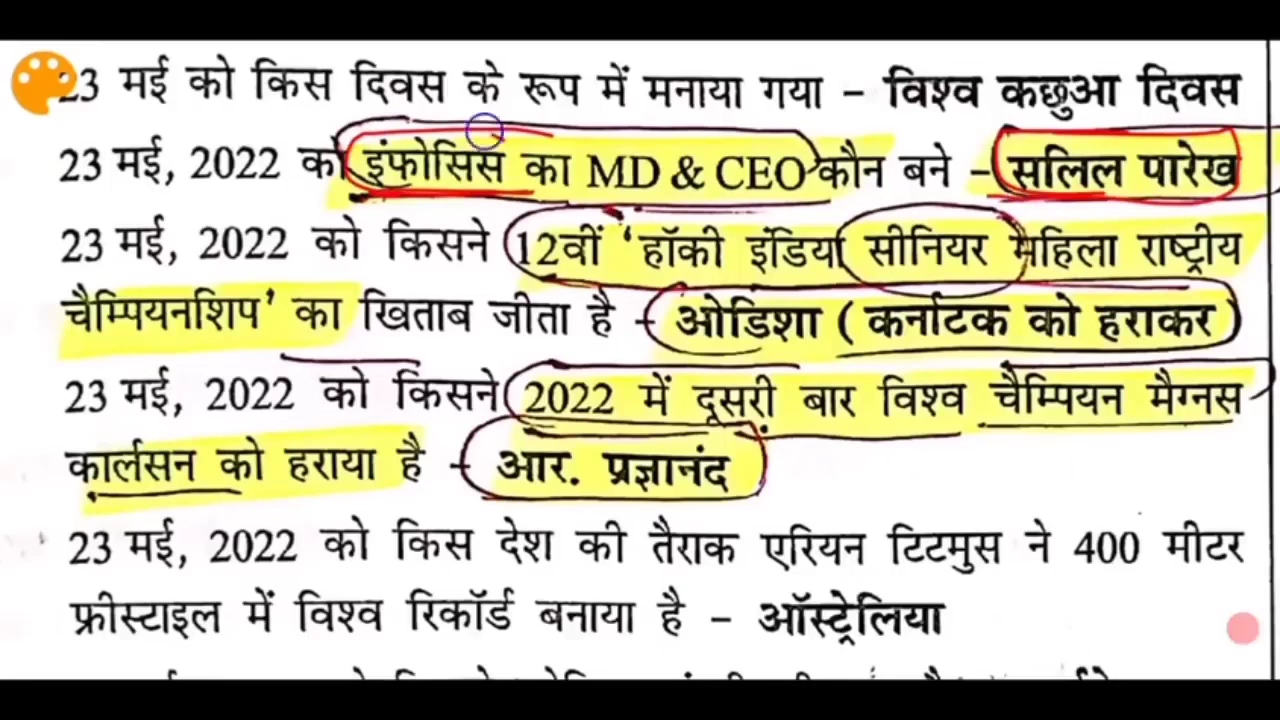 23 मई को किस दिवस के रूप में मनाया गया – विश्व कछुआ दिवस
23 मई, 2022 को इंफोसिस का MD & CEO कौन बने – सलिल पारेख
23 मई, 2022 को किसने 12वीं ‘हॉकी इंडिया सीनियर महिला राष्ट्रीय
चैम्पियनशिप’ का खिताब जीता है – ओडिशा ( कर्नाटक को हराकर )
23 मई, 2022 को किसने 2022 में दूसरी बार विश्व चैम्पियन मैग्नस
कार्लसन को हराया है – आर. प्रज्ञानंद
23 मई, 2022 को किस देश की तैराक एरियन टिटमुस ने 400 मीटर
फ्रीस्टाइल में विश्व रिकॉर्ड बनाया है – ऑस्ट्रेलिया